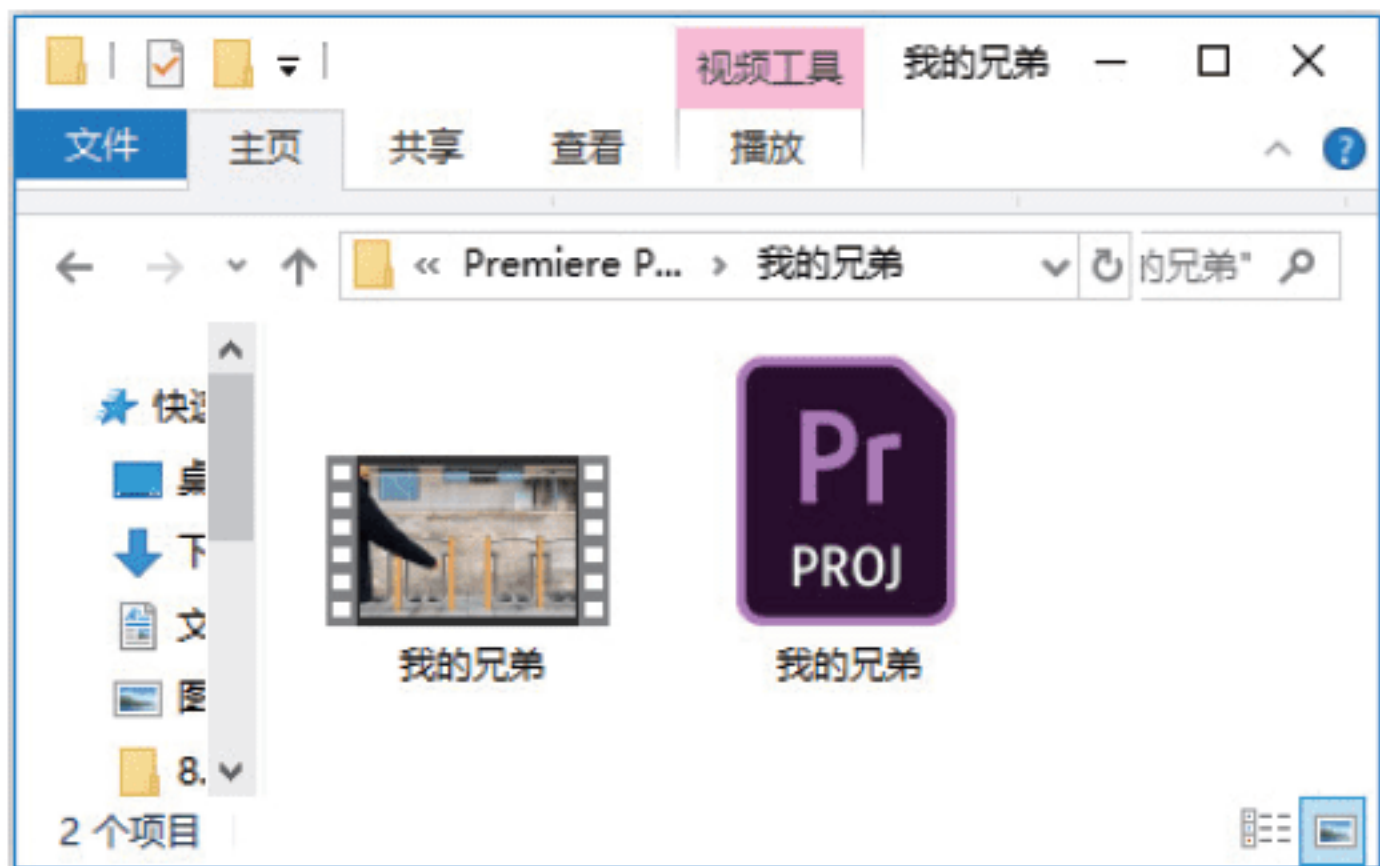 视频工具 我的兄弟
文件 主页 共享 查看 播放
« Premiere P... › 我的兄弟 的兄弟"
快速
桌
下
文
图
8.
Pr
PROJ
我的兄弟 我的兄弟
2 个项目